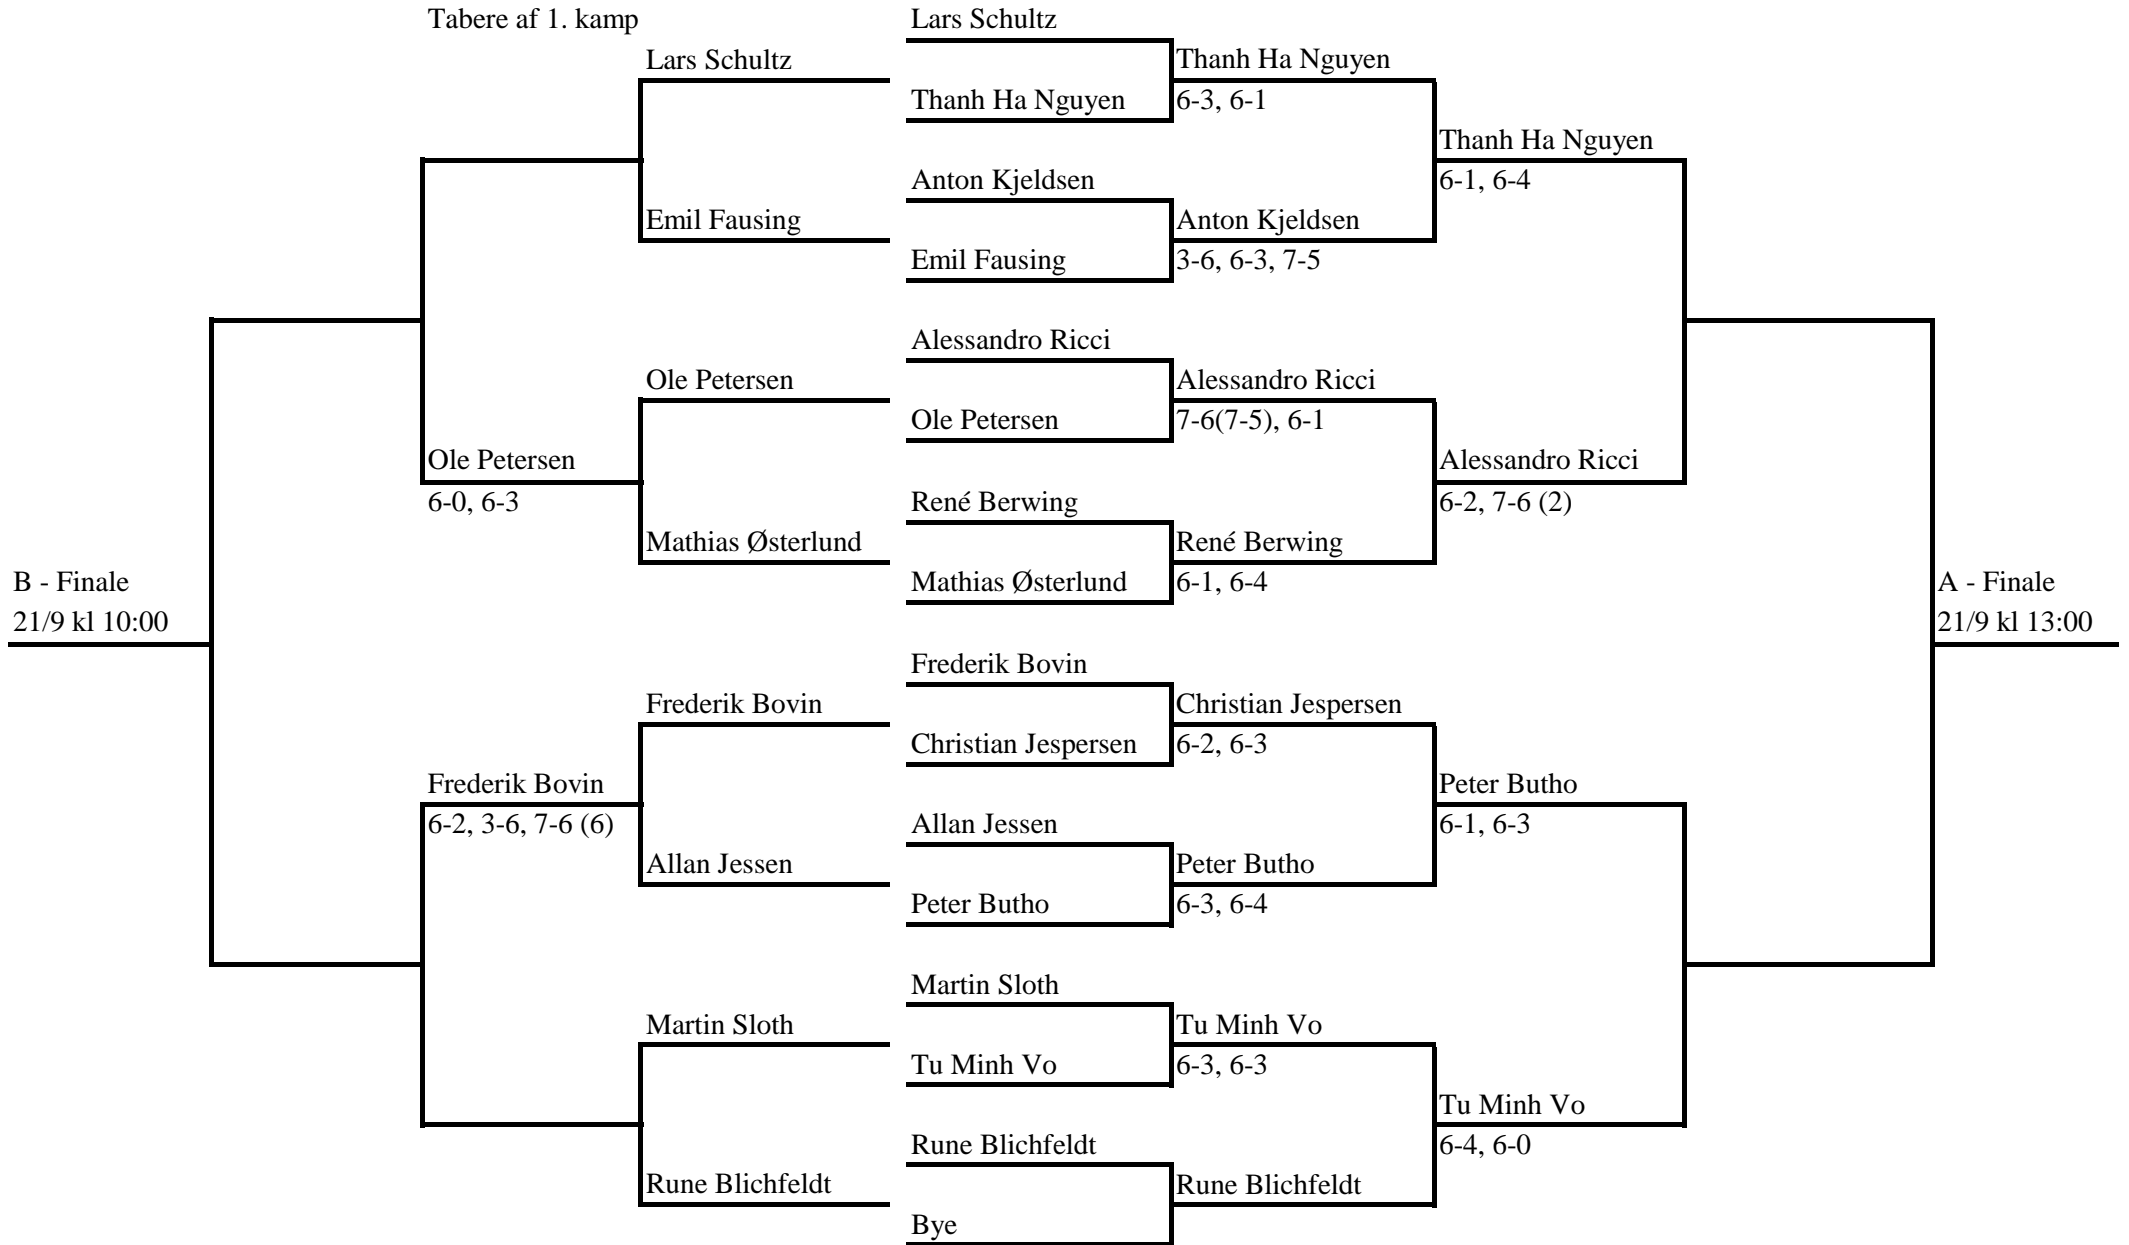 Tabere af 1. kamp
Lars Schultz
Lars Schultz
Thanh Ha Nguyen
Thanh Ha Nguyen
6-3, 6-1
Thanh Ha Nguyen
Anton Kjeldsen
6-1, 6-4
Emil Fausing
Anton Kjeldsen
Emil Fausing
3-6, 6-3, 7-5
Alessandro Ricci
Ole Petersen
Alessandro Ricci
Ole Petersen
7-6(7-5), 6-1
Ole Petersen
Alessandro Ricci
6-0, 6-3
René Berwing
6-2, 7-6 (2)
Mathias Østerlund
René Berwing
B - Finale
Mathias Østerlund
6-1, 6-4
A - Finale
21/9 kl 10:00
21/9 kl 13:00
Frederik Bovin
Frederik Bovin
Christian Jespersen
Christian Jespersen
6-2, 6-3
Frederik Bovin
Peter Butho
6-2, 3-6, 7-6 (6)
Allan Jessen
6-1, 6-3
Allan Jessen
Peter Butho
Peter Butho
6-3, 6-4
Martin Sloth
Martin Sloth
Tu Minh Vo
Tu Minh Vo
6-3, 6-3
Tu Minh Vo
Rune Blichfeldt
6-4, 6-0
Rune Blichfeldt
Rune Blichfeldt
Bye